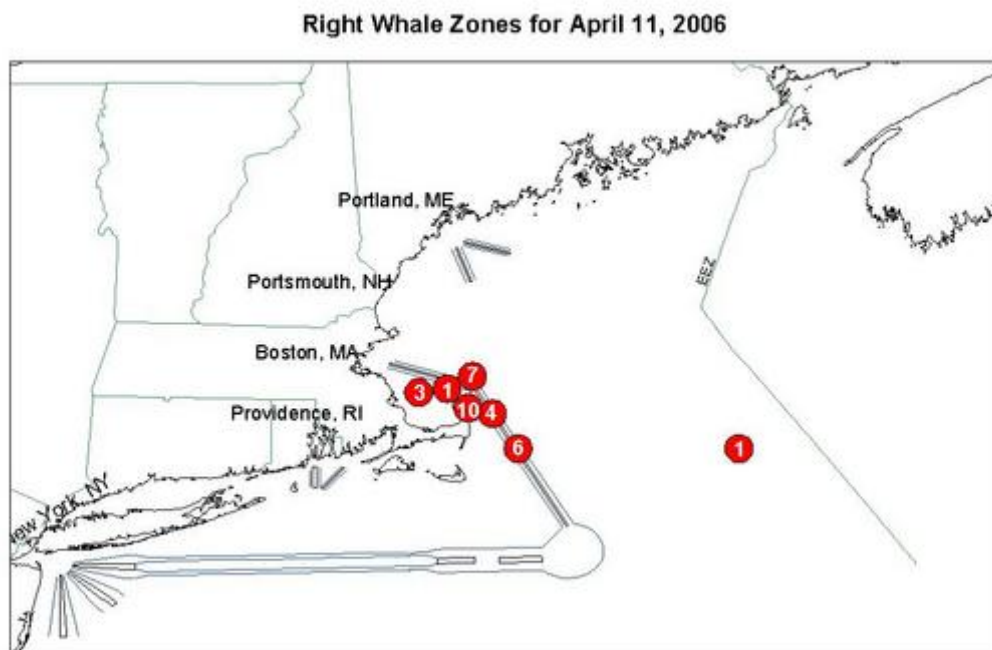 Right Whale Zones for April 11, 2006
Portland, ME
EEZ
Portsmouth, NH
Boston, MA
7
3
1
10
4
Providence, RI
6
1
New York, NY